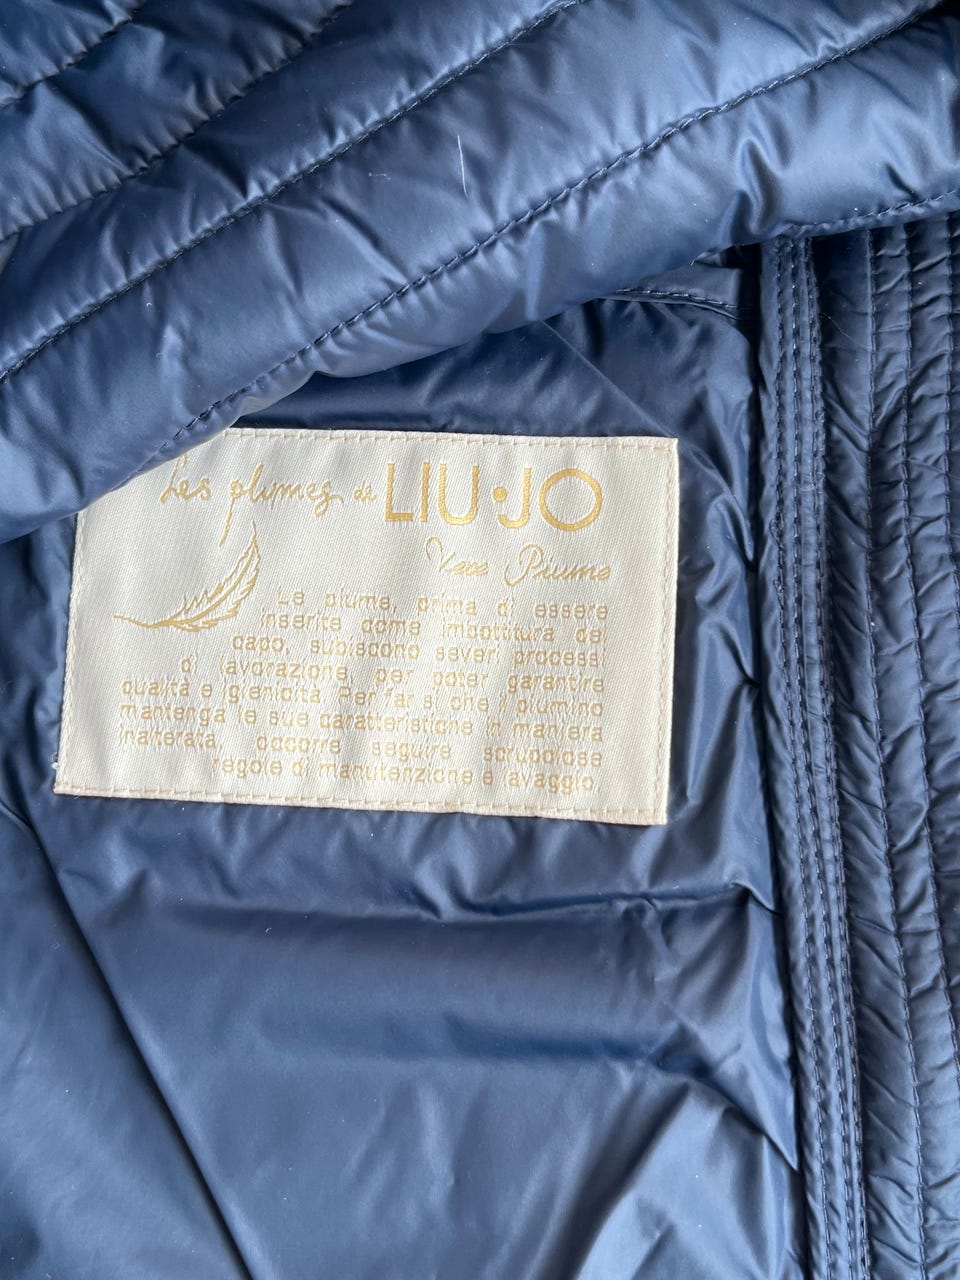 Les plumes de LIU·JO
Vere Piume
Le piume, prima di essere
inserite come imbottitura del
capo, subiscono severi processi
di lavorazione, per poter garantire
qualità e igienicità. Per far sì che il piumino
mantenga le sue caratteristiche in maniera
inalterata, occorre seguire scrupolose
regole di manutenzione e lavaggio